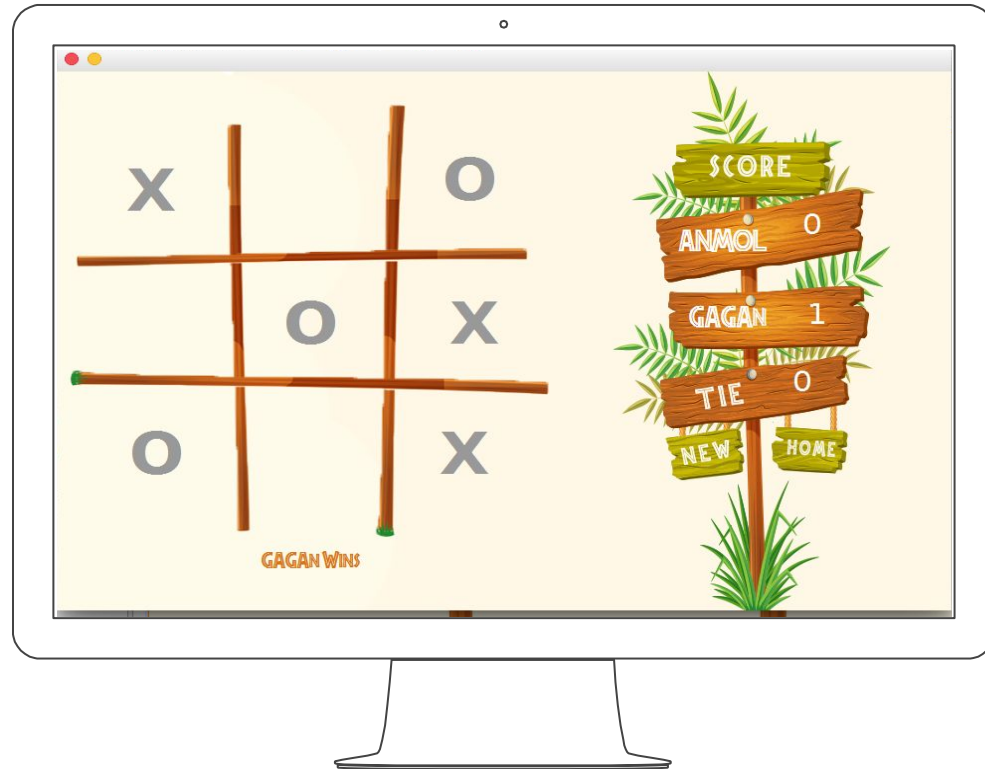 X O
O X
O X
GAGAN WINS
SCORE
ANMOL 0
GAGAN 1
TIE 0
NEW HOME